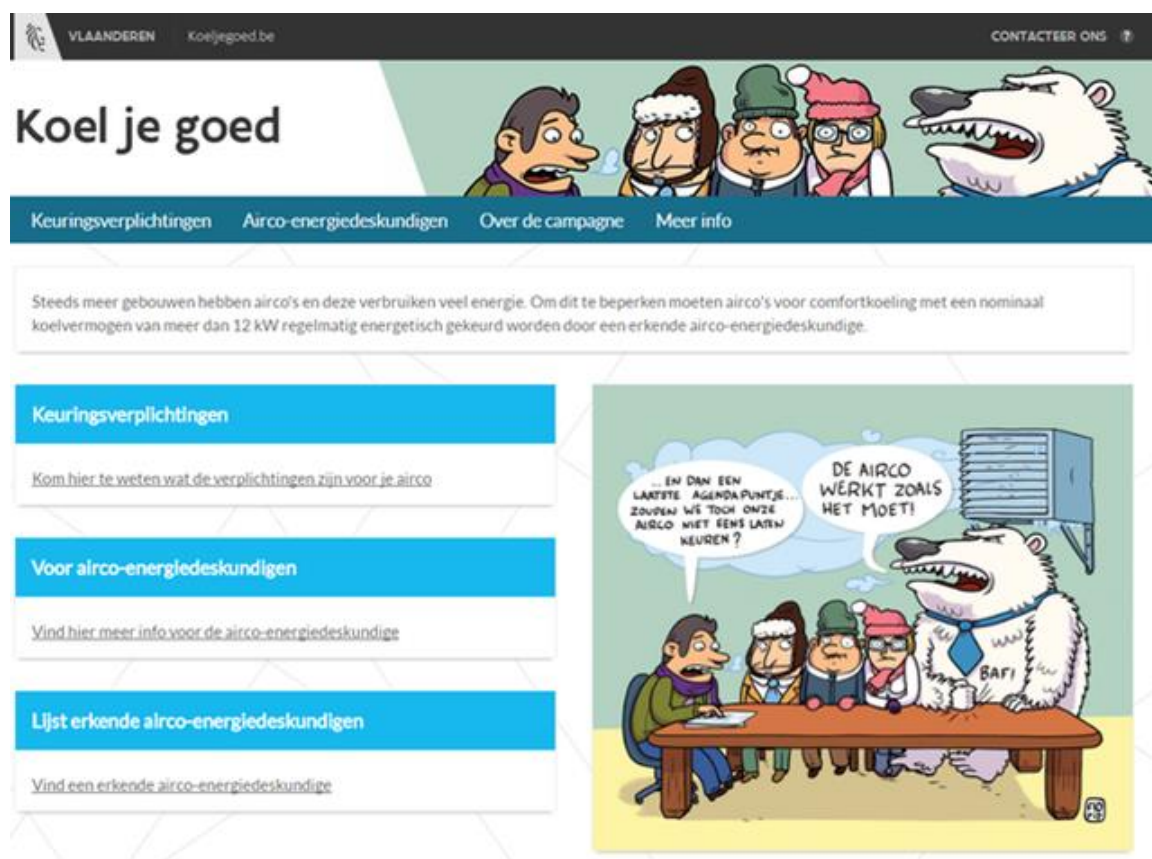 VLAANDEREN Koeljegoed.be CONTACTEER ONS ?
Koel je goed
Keuringsverplichtingen Airco-energiedeskundigen Over de campagne Meer info
Steeds meer gebouwen hebben airco's en deze verbruiken veel energie. Om dit te beperken moeten airco's voor comfortkoeling met een nominaal
koelvermogen van meer dan 12 kW regelmatig energetisch gekeurd worden door een erkende airco-energiedeskundige.
Keuringsverplichtingen
Kom hier te weten wat de verplichtingen zijn voor je airco
Voor airco-energiedeskundigen
Vind hier meer info voor de airco-energiedeskundige
Lijst erkende airco-energiedeskundigen
Vind een erkende airco-energiedeskundige
... EN DAN EEN
LAATSTE AGENDAPUNTJE...
ZOUDEN WE TOCH ONZE
AIRCO NIET EENS LATEN
KEUREN?
DE AIRCO
WERKT ZOALS
HET MOET!
BAF!